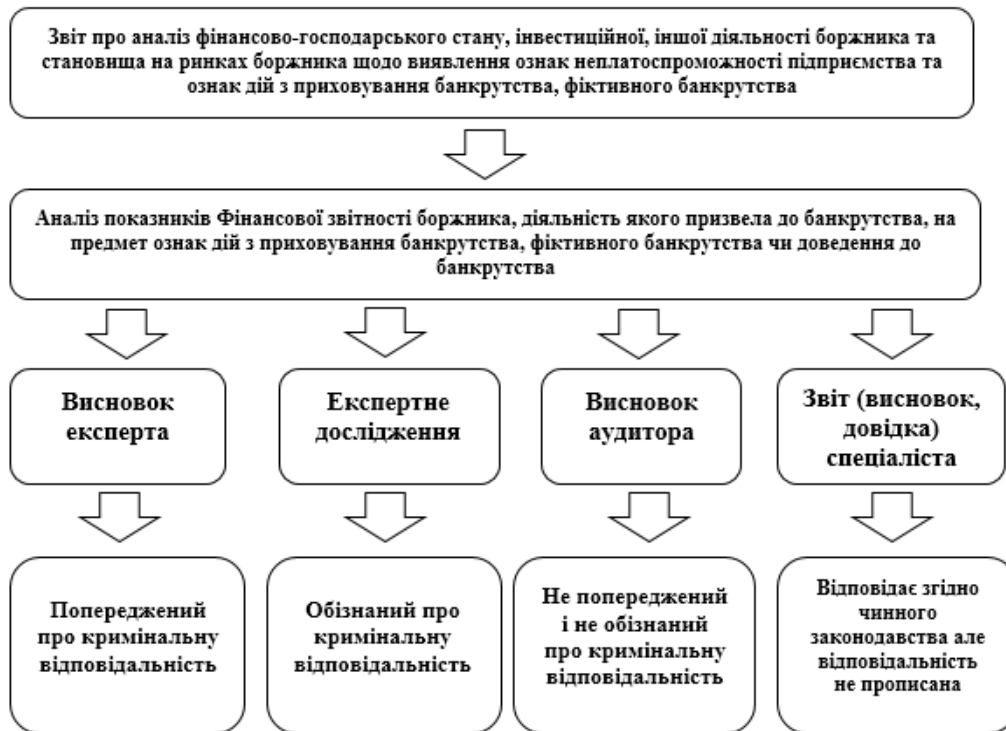 Звіт про аналіз фінансово-господарського стану, інвестиційної, іншої діяльності боржника та
становища на ринках боржника щодо виявлення ознак неплатоспроможності підприємства та
ознак дій з приховування банкрутства, фіктивного банкрутства
Аналіз показників Фінансової звітності боржника, діяльність якого призвела до банкрутства, на
предмет ознак дій з приховування банкрутства, фіктивного банкрутства чи доведення до
банкрутства
Висновок
експерта
Експертне
дослідження
Висновок
аудитора
Звіт (висновок,
довідка)
спеціаліста
Попереджений
про кримінальну
відповідальність
Обізнаний про
кримінальну
відповідальність
Не попереджений
і не обізнаний
про кримінальну
відповідальність
Відповідає згідно
чинного
законодавства але
відповідальність
не прописана